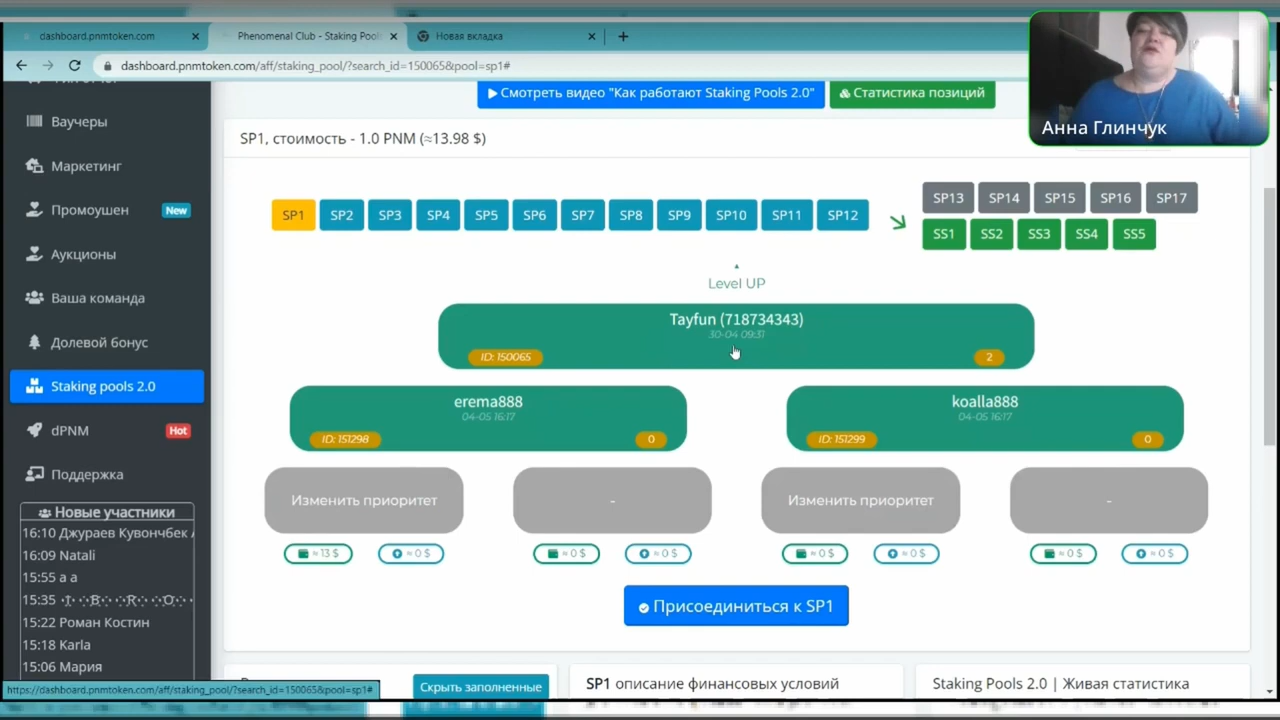 dashboard.pnmtoken.com
Phenomenal Club - Staking Pools
Новая вкладка
dashboard.pnmtoken.com/aff/staking_pool/?search_id=150065&pool=sp1#
Анна Глинчук
Смотреть видео "Как работают Staking Pools 2.0"
Статистика позиций
Ваучеры
Маркетинг
Промоушен New
Аукционы
Ваша команда
Долевой бонус
Staking pools 2.0
dPNM Hot
Поддержка
Новые участники
16:10 Джураев Кувончбек
16:09 Natali
15:55 a a
15:35 I B R O
15:22 Роман Костин
15:18 Karla
15:06 Мария
SP1, стоимость - 1.0 PNM (≈13.98 $)
SP1 SP2 SP3 SP4 SP5 SP6 SP7 SP8 SP9 SP10 SP11 SP12
SP13 SP14 SP15 SP16 SP17
SS1 SS2 SS3 SS4 SS5
Level UP
Tayfun (718734343)
30-04 09:31
ID: 150065 2
erema888
04-05 16:17
ID: 151298 0
koalla888
04-05 16:17
ID: 151299 0
Изменить приоритет - Изменить приоритет -
≈ 13 $ ≈ 0 $ ≈ 0 $ ≈ 0 $ ≈ 0 $ ≈ 0 $ ≈ 0 $ ≈ 0 $
Присоединиться к SP1
Скрыть заполненные
SP1 описание финансовых условий
Staking Pools 2.0 | Живая статистика
https://dashboard.pnmtoken.com/aff/staking_pool/?search_id=150065&pool=sp1#